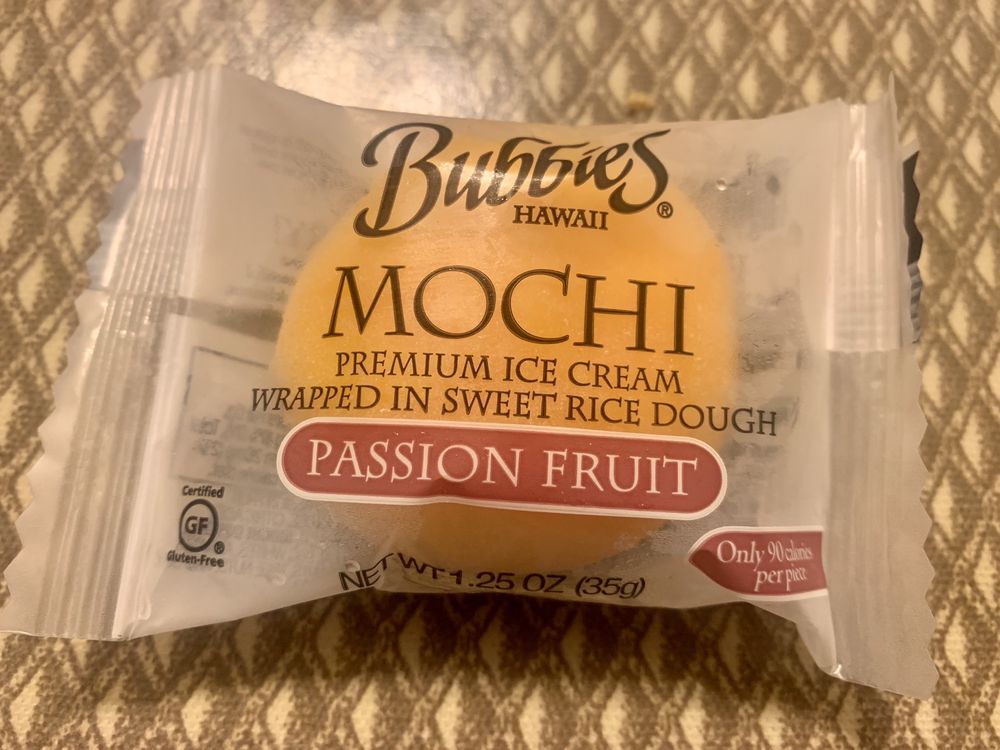 Bubbies®
HAWAII
MOCHI
PREMIUM ICE CREAM
WRAPPED IN SWEET RICE DOUGH
PASSION FRUIT
Certified
GF®
Gluten-Free
NET WT 1.25 OZ (35g)
Only 90 calories
per piece